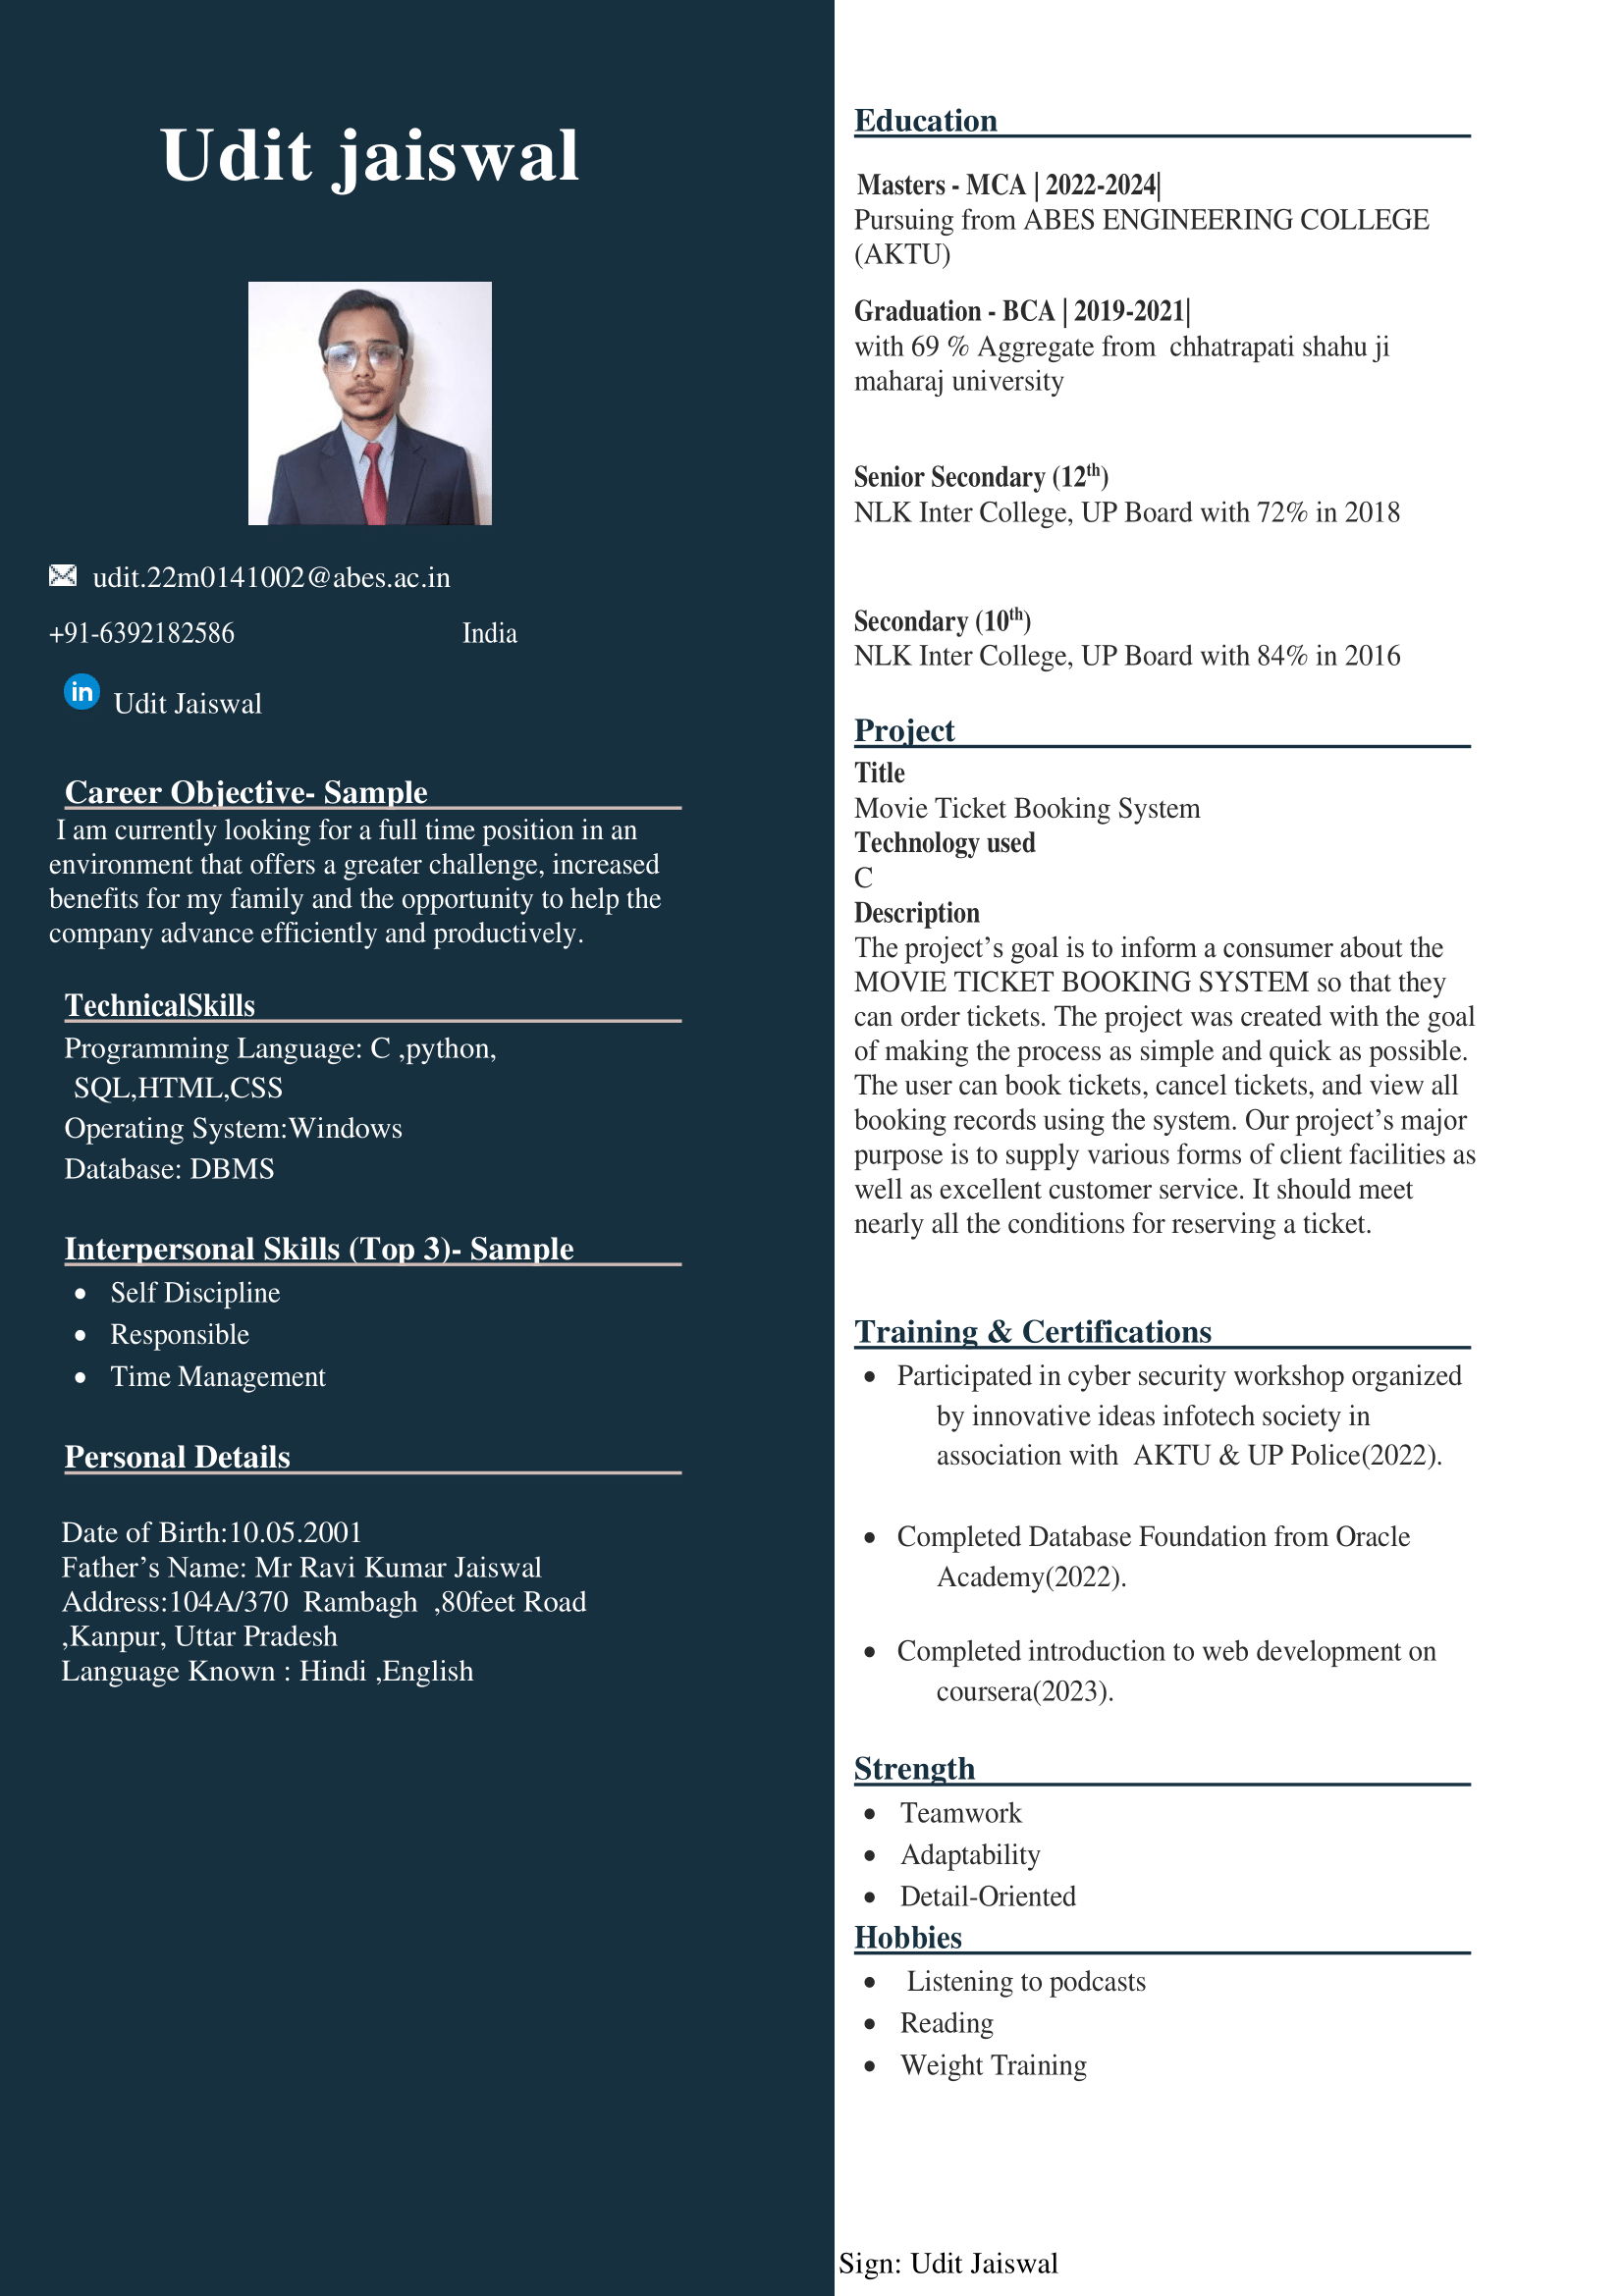 Udit jaiswal
udit.22m0141002@abes.ac.in
+91-6392182586 India
in Udit Jaiswal
Career Objective- Sample
I am currently looking for a full time position in an
environment that offers a greater challenge, increased
benefits for my family and the opportunity to help the
company advance efficiently and productively.
TechnicalSkills
Programming Language: C ,python,
SQL,HTML,CSS
Operating System:Windows
Database: DBMS
Interpersonal Skills (Top 3)- Sample
• Self Discipline
• Responsible
• Time Management
Personal Details
Date of Birth:10.05.2001
Father’s Name: Mr Ravi Kumar Jaiswal
Address:104A/370 Rambagh ,80feet Road
,Kanpur, Uttar Pradesh
Language Known : Hindi ,English
Education
Masters - MCA | 2022-2024|
Pursuing from ABES ENGINEERING COLLEGE
(AKTU)
Graduation - BCA | 2019-2021|
with 69 % Aggregate from chhatrapati shahu ji
maharaj university
Senior Secondary (12th)
NLK Inter College, UP Board with 72% in 2018
Secondary (10th)
NLK Inter College, UP Board with 84% in 2016
Project
Title
Movie Ticket Booking System
Technology used
C
Description
The project’s goal is to inform a consumer about the
MOVIE TICKET BOOKING SYSTEM so that they
can order tickets. The project was created with the goal
of making the process as simple and quick as possible.
The user can book tickets, cancel tickets, and view all
booking records using the system. Our project’s major
purpose is to supply various forms of client facilities as
well as excellent customer service. It should meet
nearly all the conditions for reserving a ticket.
Training & Certifications
• Participated in cyber security workshop organized
by innovative ideas infotech society in
association with AKTU & UP Police(2022).
• Completed Database Foundation from Oracle
Academy(2022).
• Completed introduction to web development on
coursera(2023).
Strength
• Teamwork
• Adaptability
• Detail-Oriented
Hobbies
• Listening to podcasts
• Reading
• Weight Training
Sign: Udit Jaiswal